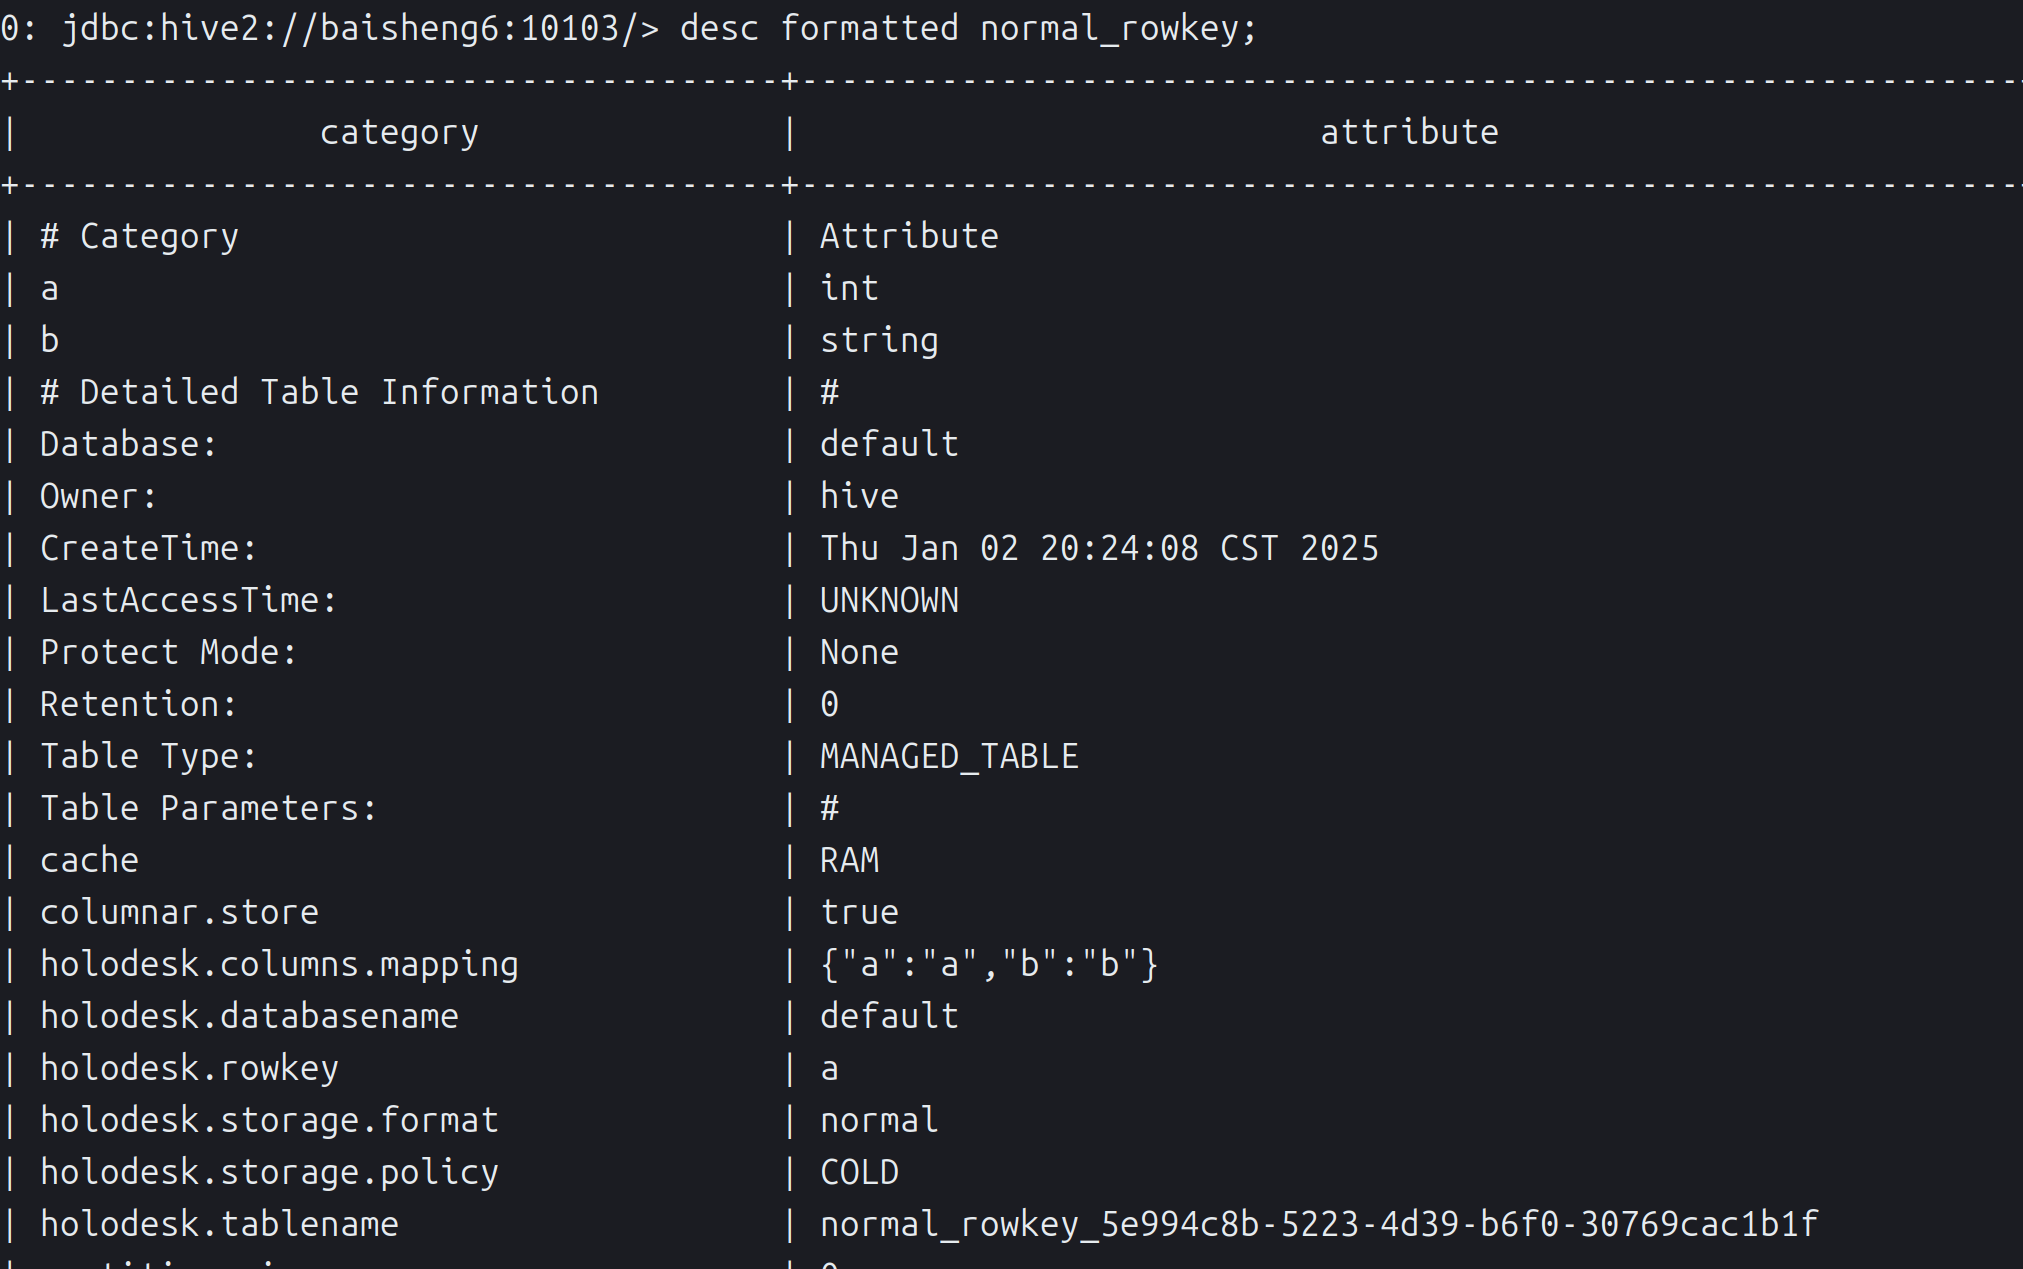 0: jdbc:hive2://baisheng6:10103/> desc formatted normal_rowkey;
+--------------------------------------+-------------------------------------------------------------
| category | attribute
+--------------------------------------+-------------------------------------------------------------
| # Category | Attribute
| a | int
| b | string
| # Detailed Table Information | #
| Database: | default
| Owner: | hive
| CreateTime: | Thu Jan 02 20:24:08 CST 2025
| LastAccessTime: | UNKNOWN
| Protect Mode: | None
| Retention: | 0
| Table Type: | MANAGED_TABLE
| Table Parameters: | #
| cache | RAM
| columnar.store | true
| holodesk.columns.mapping | {"a":"a","b":"b"}
| holodesk.databasename | default
| holodesk.rowkey | a
| holodesk.storage.format | normal
| holodesk.storage.policy | COLD
| holodesk.tablename | normal_rowkey_5e994c8b-5223-4d39-b6f0-30769cac1b1f